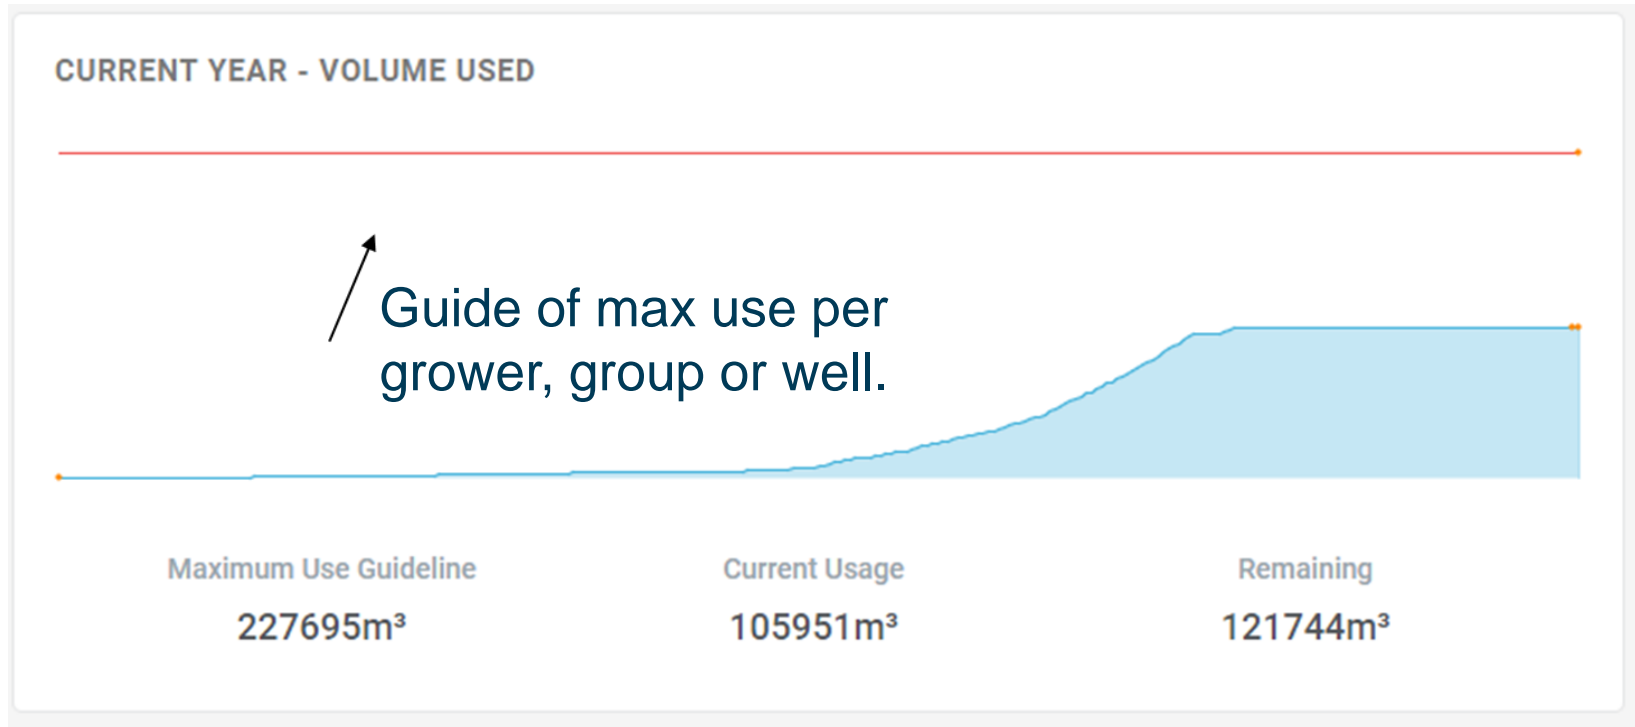 CURRENT YEAR - VOLUME USED
Guide of max use per
grower, group or well.
Maximum Use Guideline
227695m³
Current Usage
105951m³
Remaining
121744m³